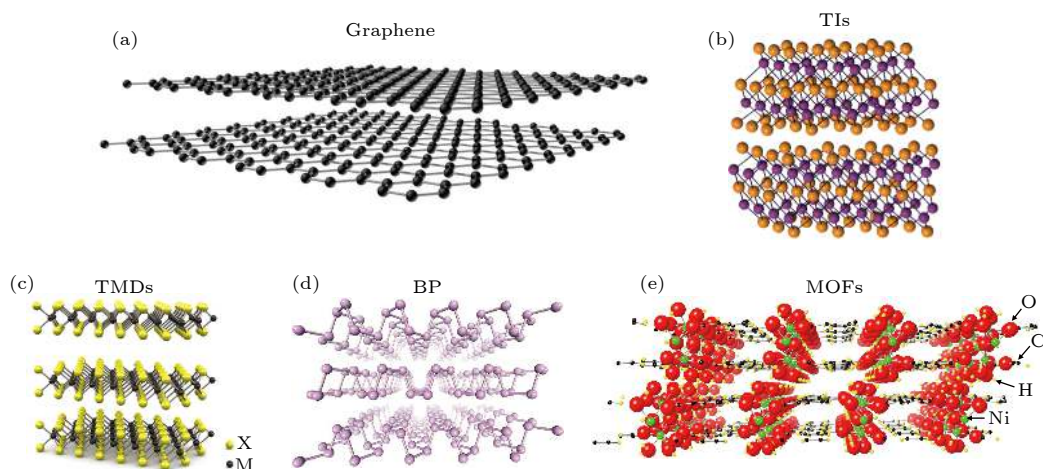 Graphene
TIs
(a)
(b)
(c)
TMDs
(d)
BP
(e)
MOFs
O
C
H
Ni
X
M